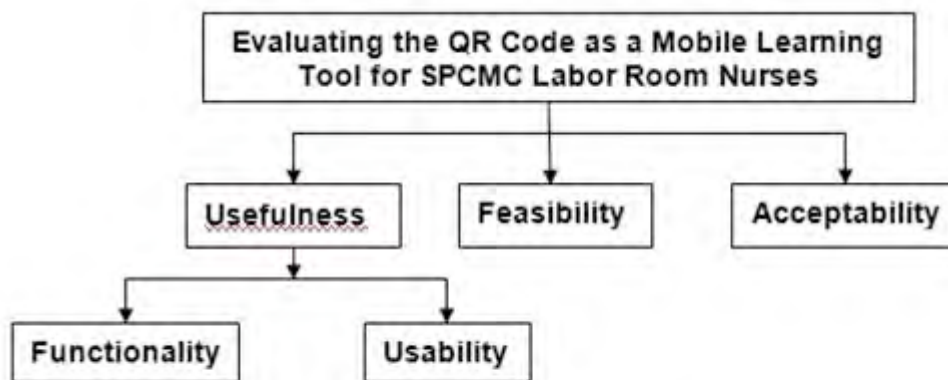 Evaluating the QR Code as a Mobile Learning
Tool for SPCMC Labor Room Nurses
Usefulness
Feasibility
Acceptability
Functionality
Usability